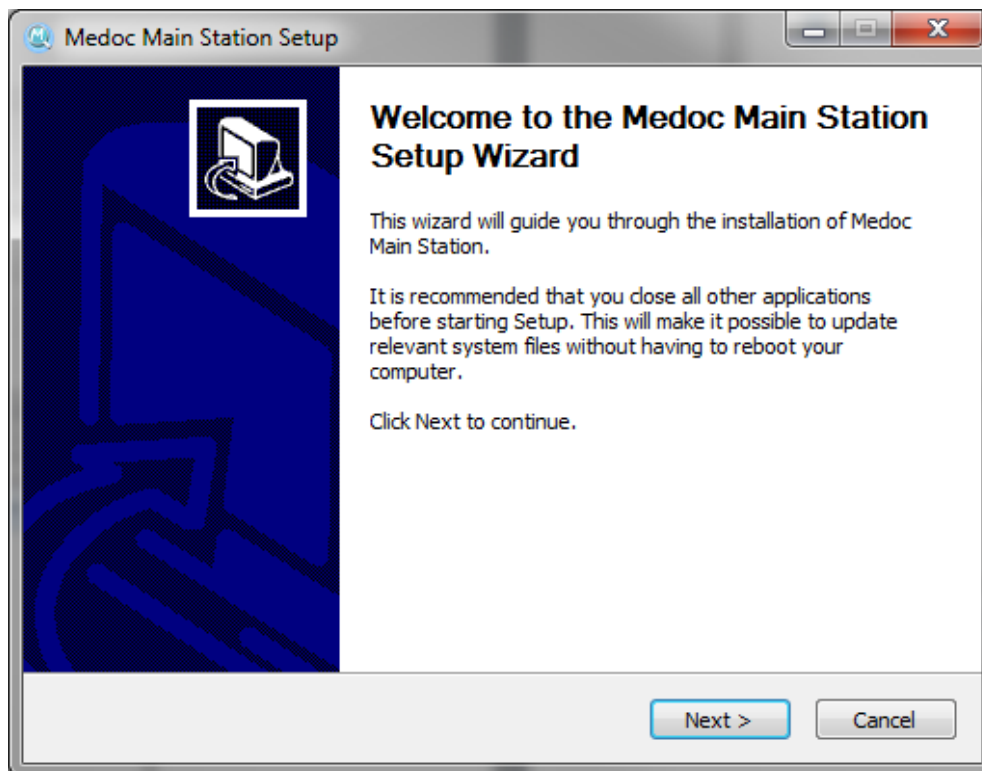 Medoc Main Station Setup
Welcome to the Medoc Main Station
Setup Wizard
This wizard will guide you through the installation of Medoc
Main Station.
It is recommended that you close all other applications
before starting Setup. This will make it possible to update
relevant system files without having to reboot your
computer.
Click Next to continue.
Next >
Cancel